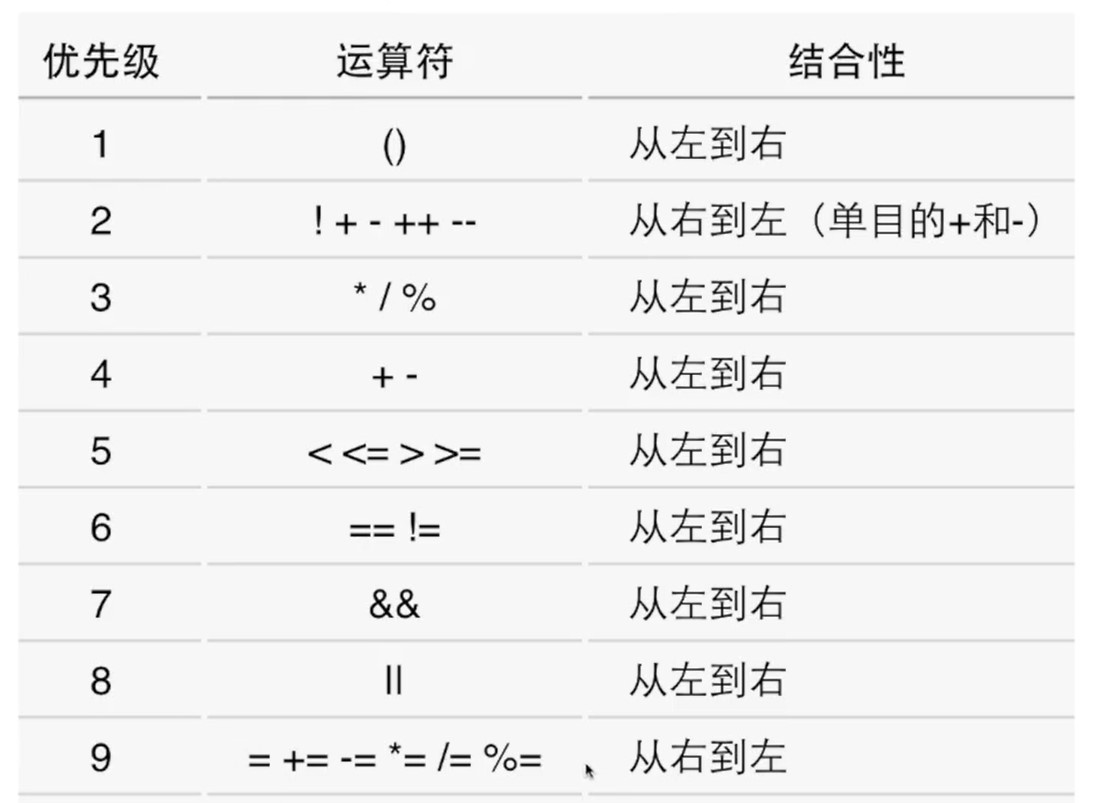 优先级 运算符 结合性
1 () 从左到右
2 ! + - ++ -- 从右到左（单目的+和-）
3 * / % 从左到右
4 + - 从左到右
5 < <= > >= 从左到右
6 == != 从左到右
7 && 从左到右
8 || 从左到右
9 = += -= *= /= %= 从右到左